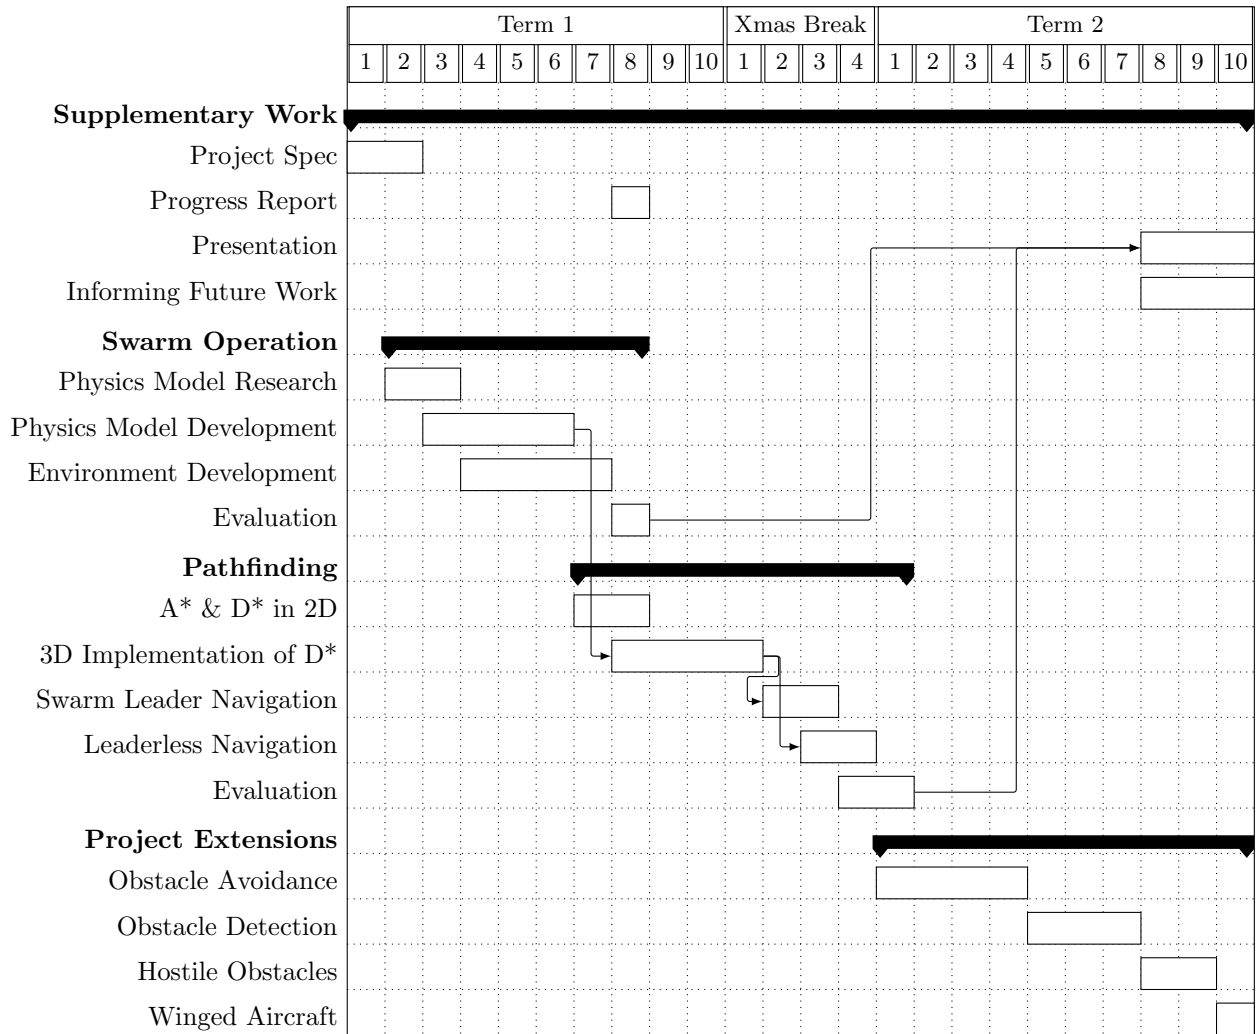 Term 1 Xmas Break Term 2
1 2 3 4 5 6 7 8 9 10 1 2 3 4 1 2 3 4 5 6 7 8 9 10
Supplementary Work
Project Spec
Progress Report
Presentation
Informing Future Work
Swarm Operation
Physics Model Research
Physics Model Development
Environment Development
Evaluation
Pathfinding
A* & D* in 2D
3D Implementation of D*
Swarm Leader Navigation
Leaderless Navigation
Evaluation
Project Extensions
Obstacle Avoidance
Obstacle Detection
Hostile Obstacles
Winged Aircraft